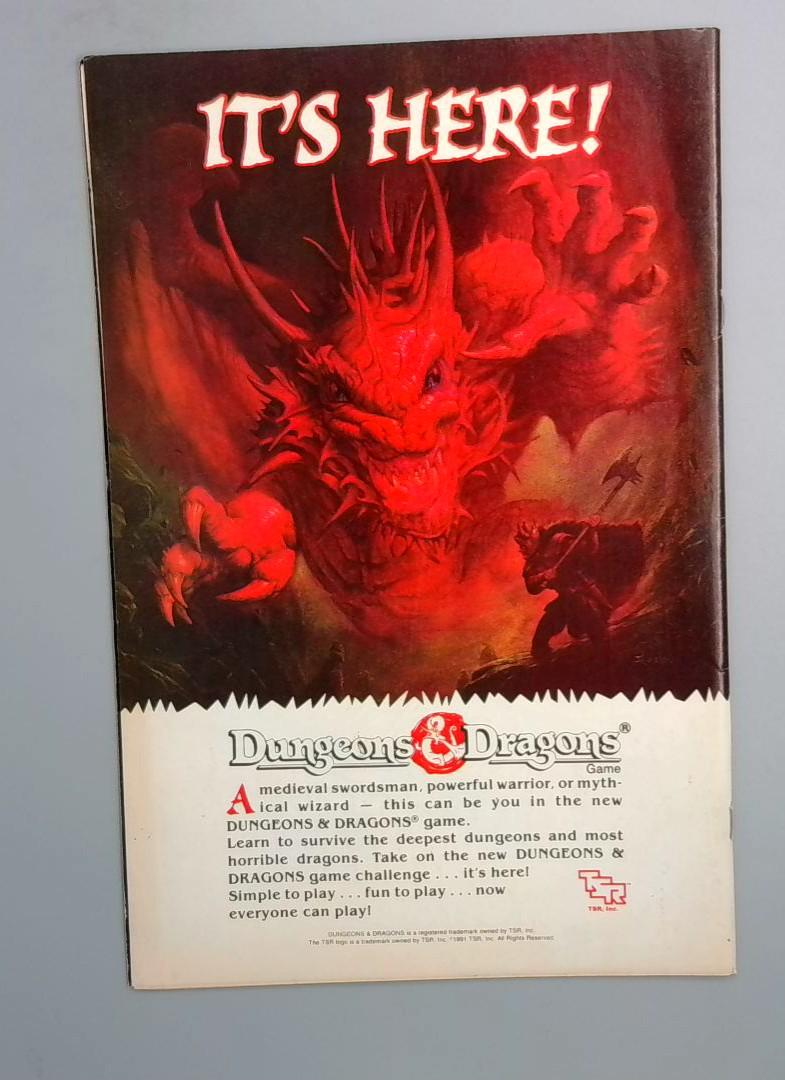 IT'S HERE!
Dungeons & Dragons®
Game
A medieval swordsman, powerful warrior, or myth-
ical wizard — this can be you in the new
DUNGEONS & DRAGONS® game.
Learn to survive the deepest dungeons and most
horrible dragons. Take on the new DUNGEONS &
DRAGONS game challenge . . . it's here!
Simple to play . . . fun to play . . . now
everyone can play!
TSR™
TSR, Inc.
DUNGEONS & DRAGONS is a registered trademark owned by TSR, Inc.
The TSR logo is a trademark owned by TSR, Inc. ©1991 TSR, Inc. All Rights Reserved.